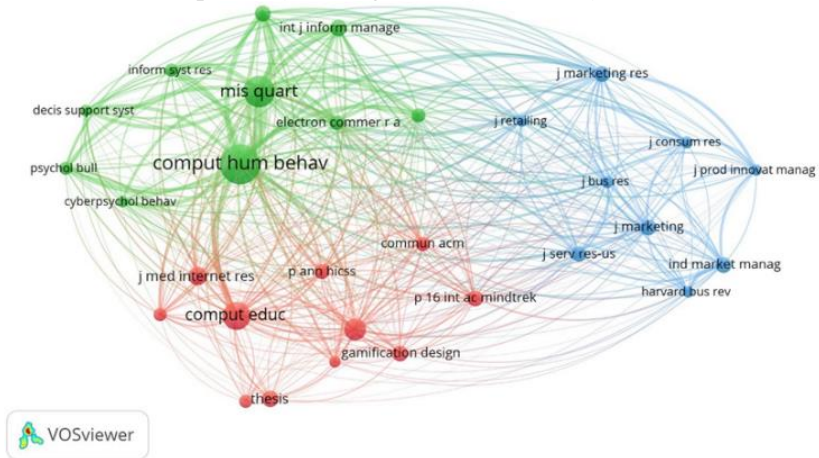 int j inform manage
j marketing res
inform syst res
mis quart
decis support syst
electron commer r a
j retailing
j consum res
comput hum behav
psychol bull
j prod innovat manag
j bus res
cyberpsychol behav
j marketing
commun acm
j serv res-us
ind market manag
p ann hicss
j med internet res
harvard bus rev
p 16 int ac mindtrek
comput educ
gamification design
thesis
VOSviewer